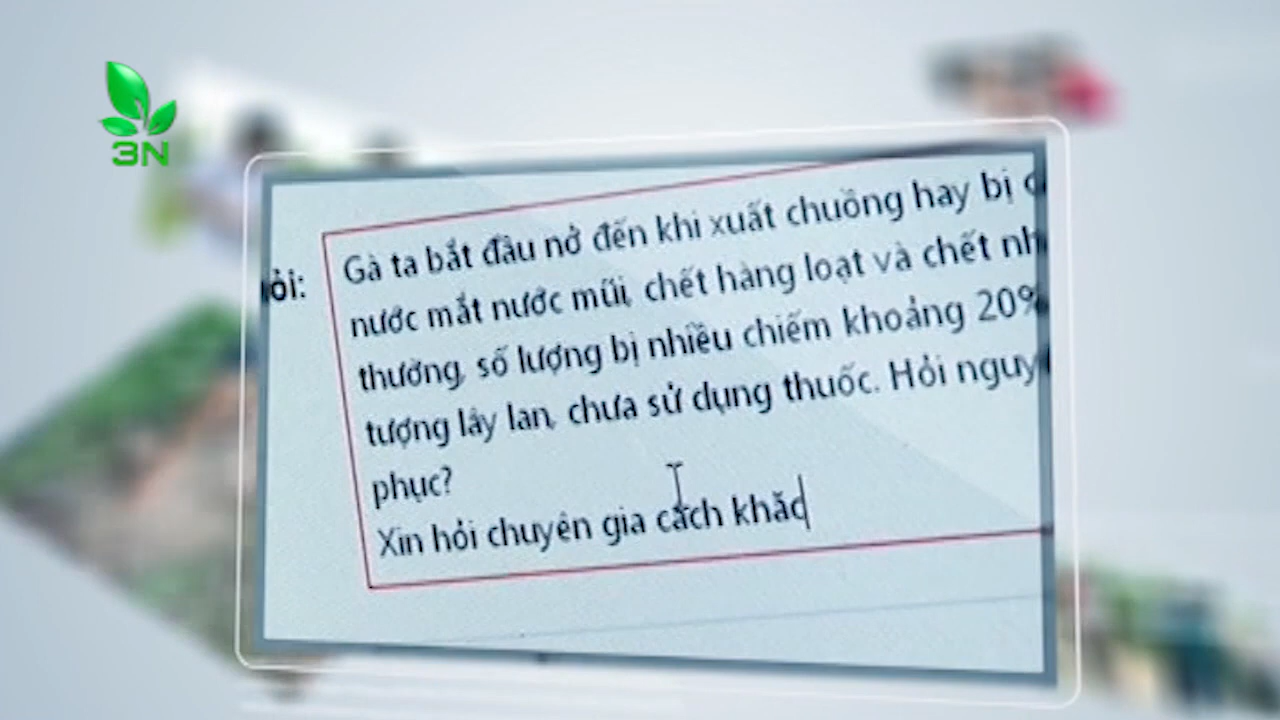 3N
ỏi:
Gà ta bắt đầu nở đến khi xuất chuồng hay bị
nước mắt nước mũi, chết hàng loạt và chết nh
thường, số lượng bị nhiều chiếm khoảng 20%
tượng lây lan, chưa sử dụng thuốc. Hỏi nguy
phục?
Xin hỏi chuyên gia cách khắc